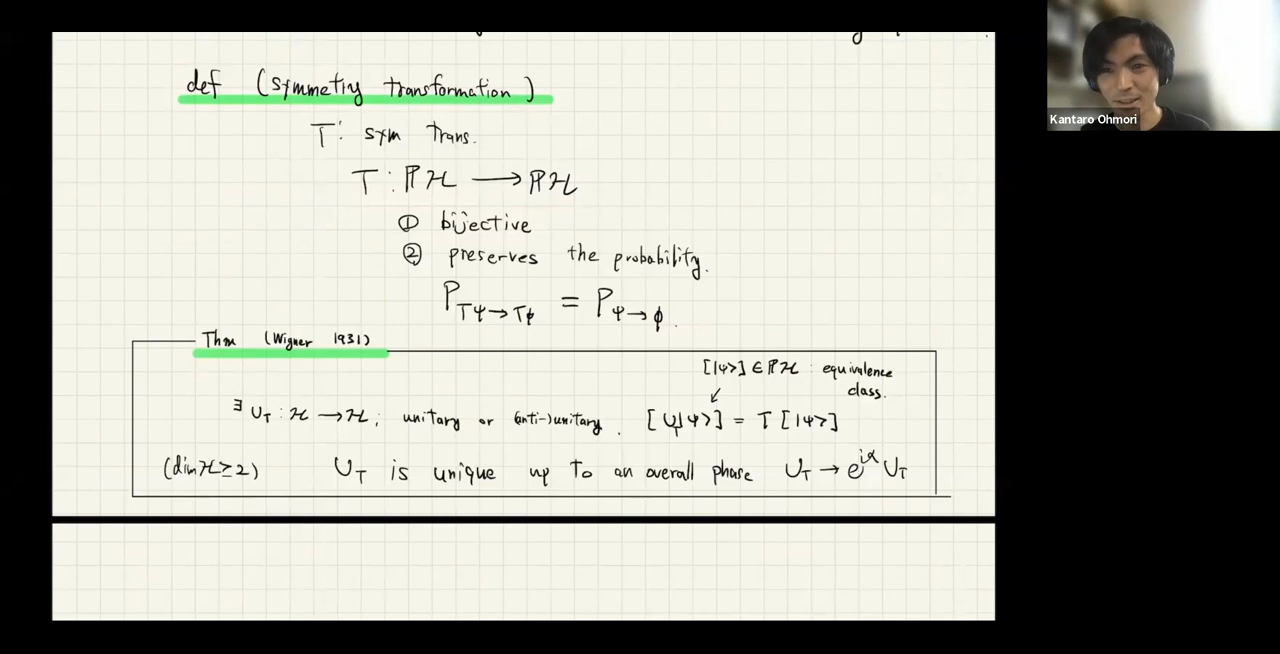 def (symmetry transformation)
T: sym trans.
T: ℙℋ ⟶ ℙℋ
① bijective
② preserves the probability.
P_{Tψ→Tϕ} = P_{ψ→ϕ}.
Thm (Wigner 1931)
[|ψ>] ∈ ℙℋ : equivalence
class.
∃ U_T : ℋ → ℋ ; unitary or (anti-)unitary. [U_T|ψ>] = T[|ψ>]
(dimℋ≥2) U_T is unique up to an overall phase U_T → e^{iα} U_T
Kantaro Ohmori